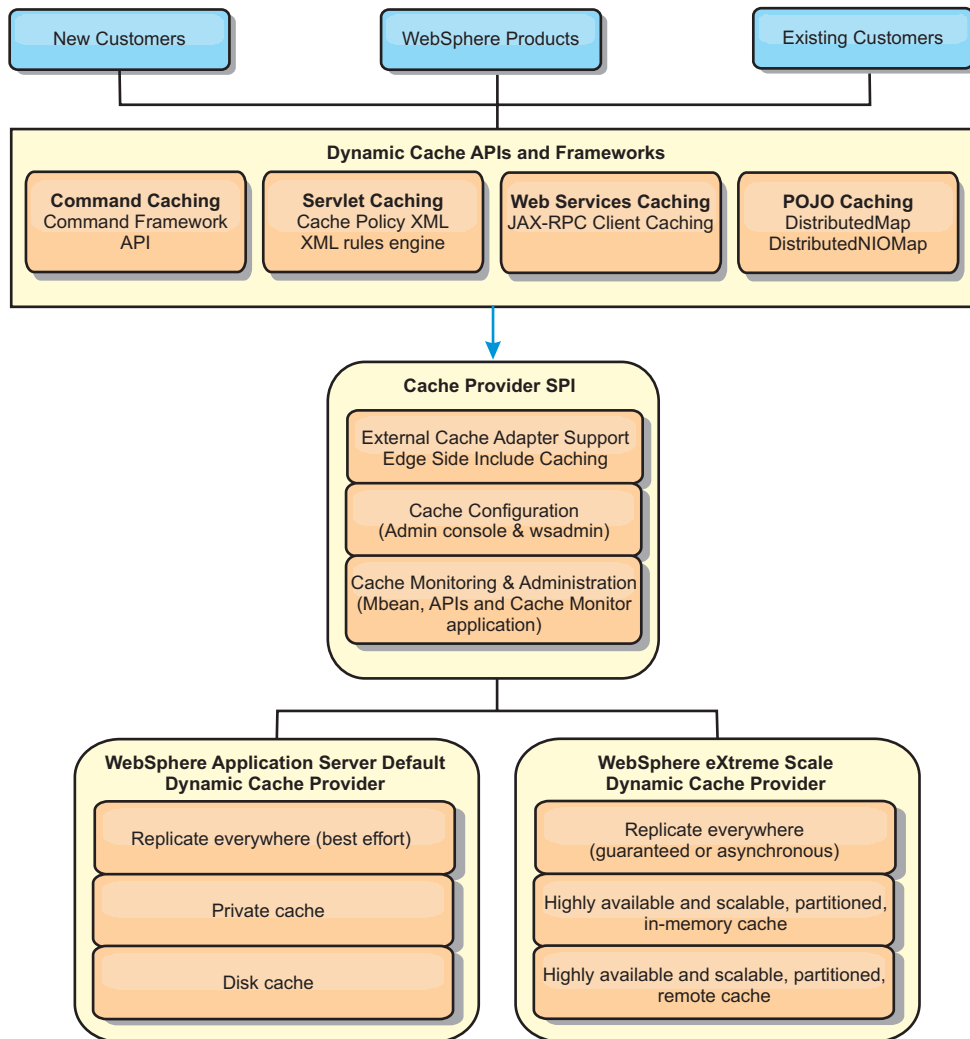 New Customers
WebSphere Products
Existing Customers
Dynamic Cache APIs and Frameworks
Command Caching
Command Framework
API
Servlet Caching
Cache Policy XML
XML rules engine
Web Services Caching
JAX-RPC Client Caching
POJO Caching
DistributedMap
DistributedNIOMap
Cache Provider SPI
External Cache Adapter Support
Edge Side Include Caching
Cache Configuration
(Admin console & wsadmin)
Cache Monitoring & Administration
(Mbean, APIs and Cache Monitor
application)
WebSphere Application Server Default
Dynamic Cache Provider
Replicate everywhere (best effort)
Private cache
Disk cache
WebSphere eXtreme Scale
Dynamic Cache Provider
Replicate everywhere
(guaranteed or asynchronous)
Highly available and scalable, partitioned,
in-memory cache
Highly available and scalable, partitioned,
remote cache